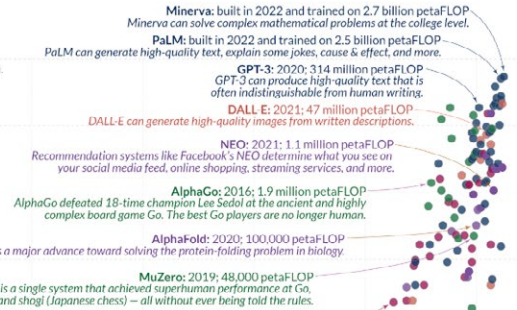 Minerva: built in 2022 and trained on 2.7 billion petaFLOP
Minerva can solve complex mathematical problems at the college level.
PaLM: built in 2022 and trained on 2.5 billion petaFLOP
PaLM can generate high-quality text, explain some jokes, cause & effect, and more.
GPT-3: 2020; 314 million petaFLOP
GPT-3 can produce high-quality text that is
often indistinguishable from human writing.
DALL-E: 2021; 47 million petaFLOP
DALL-E can generate high-quality images from written descriptions.
NEO: 2021; 1.1 million petaFLOP
Recommendation systems like Facebook's NEO determine what you see on
your social media feed, online shopping, streaming services, and more.
AlphaGo: 2016; 1.9 million petaFLOP
AlphaGo defeated 18-time champion Lee Sedol at the ancient and highly
complex board game Go. The best Go players are no longer human.
AlphaFold: 2020; 100,000 petaFLOP
s a major advance toward solving the protein-folding problem in biology.
MuZero: 2019; 48,000 petaFLOP
is a single system that achieved superhuman performance at Go,
and shogi (Japanese chess) — all without ever being told the rules.